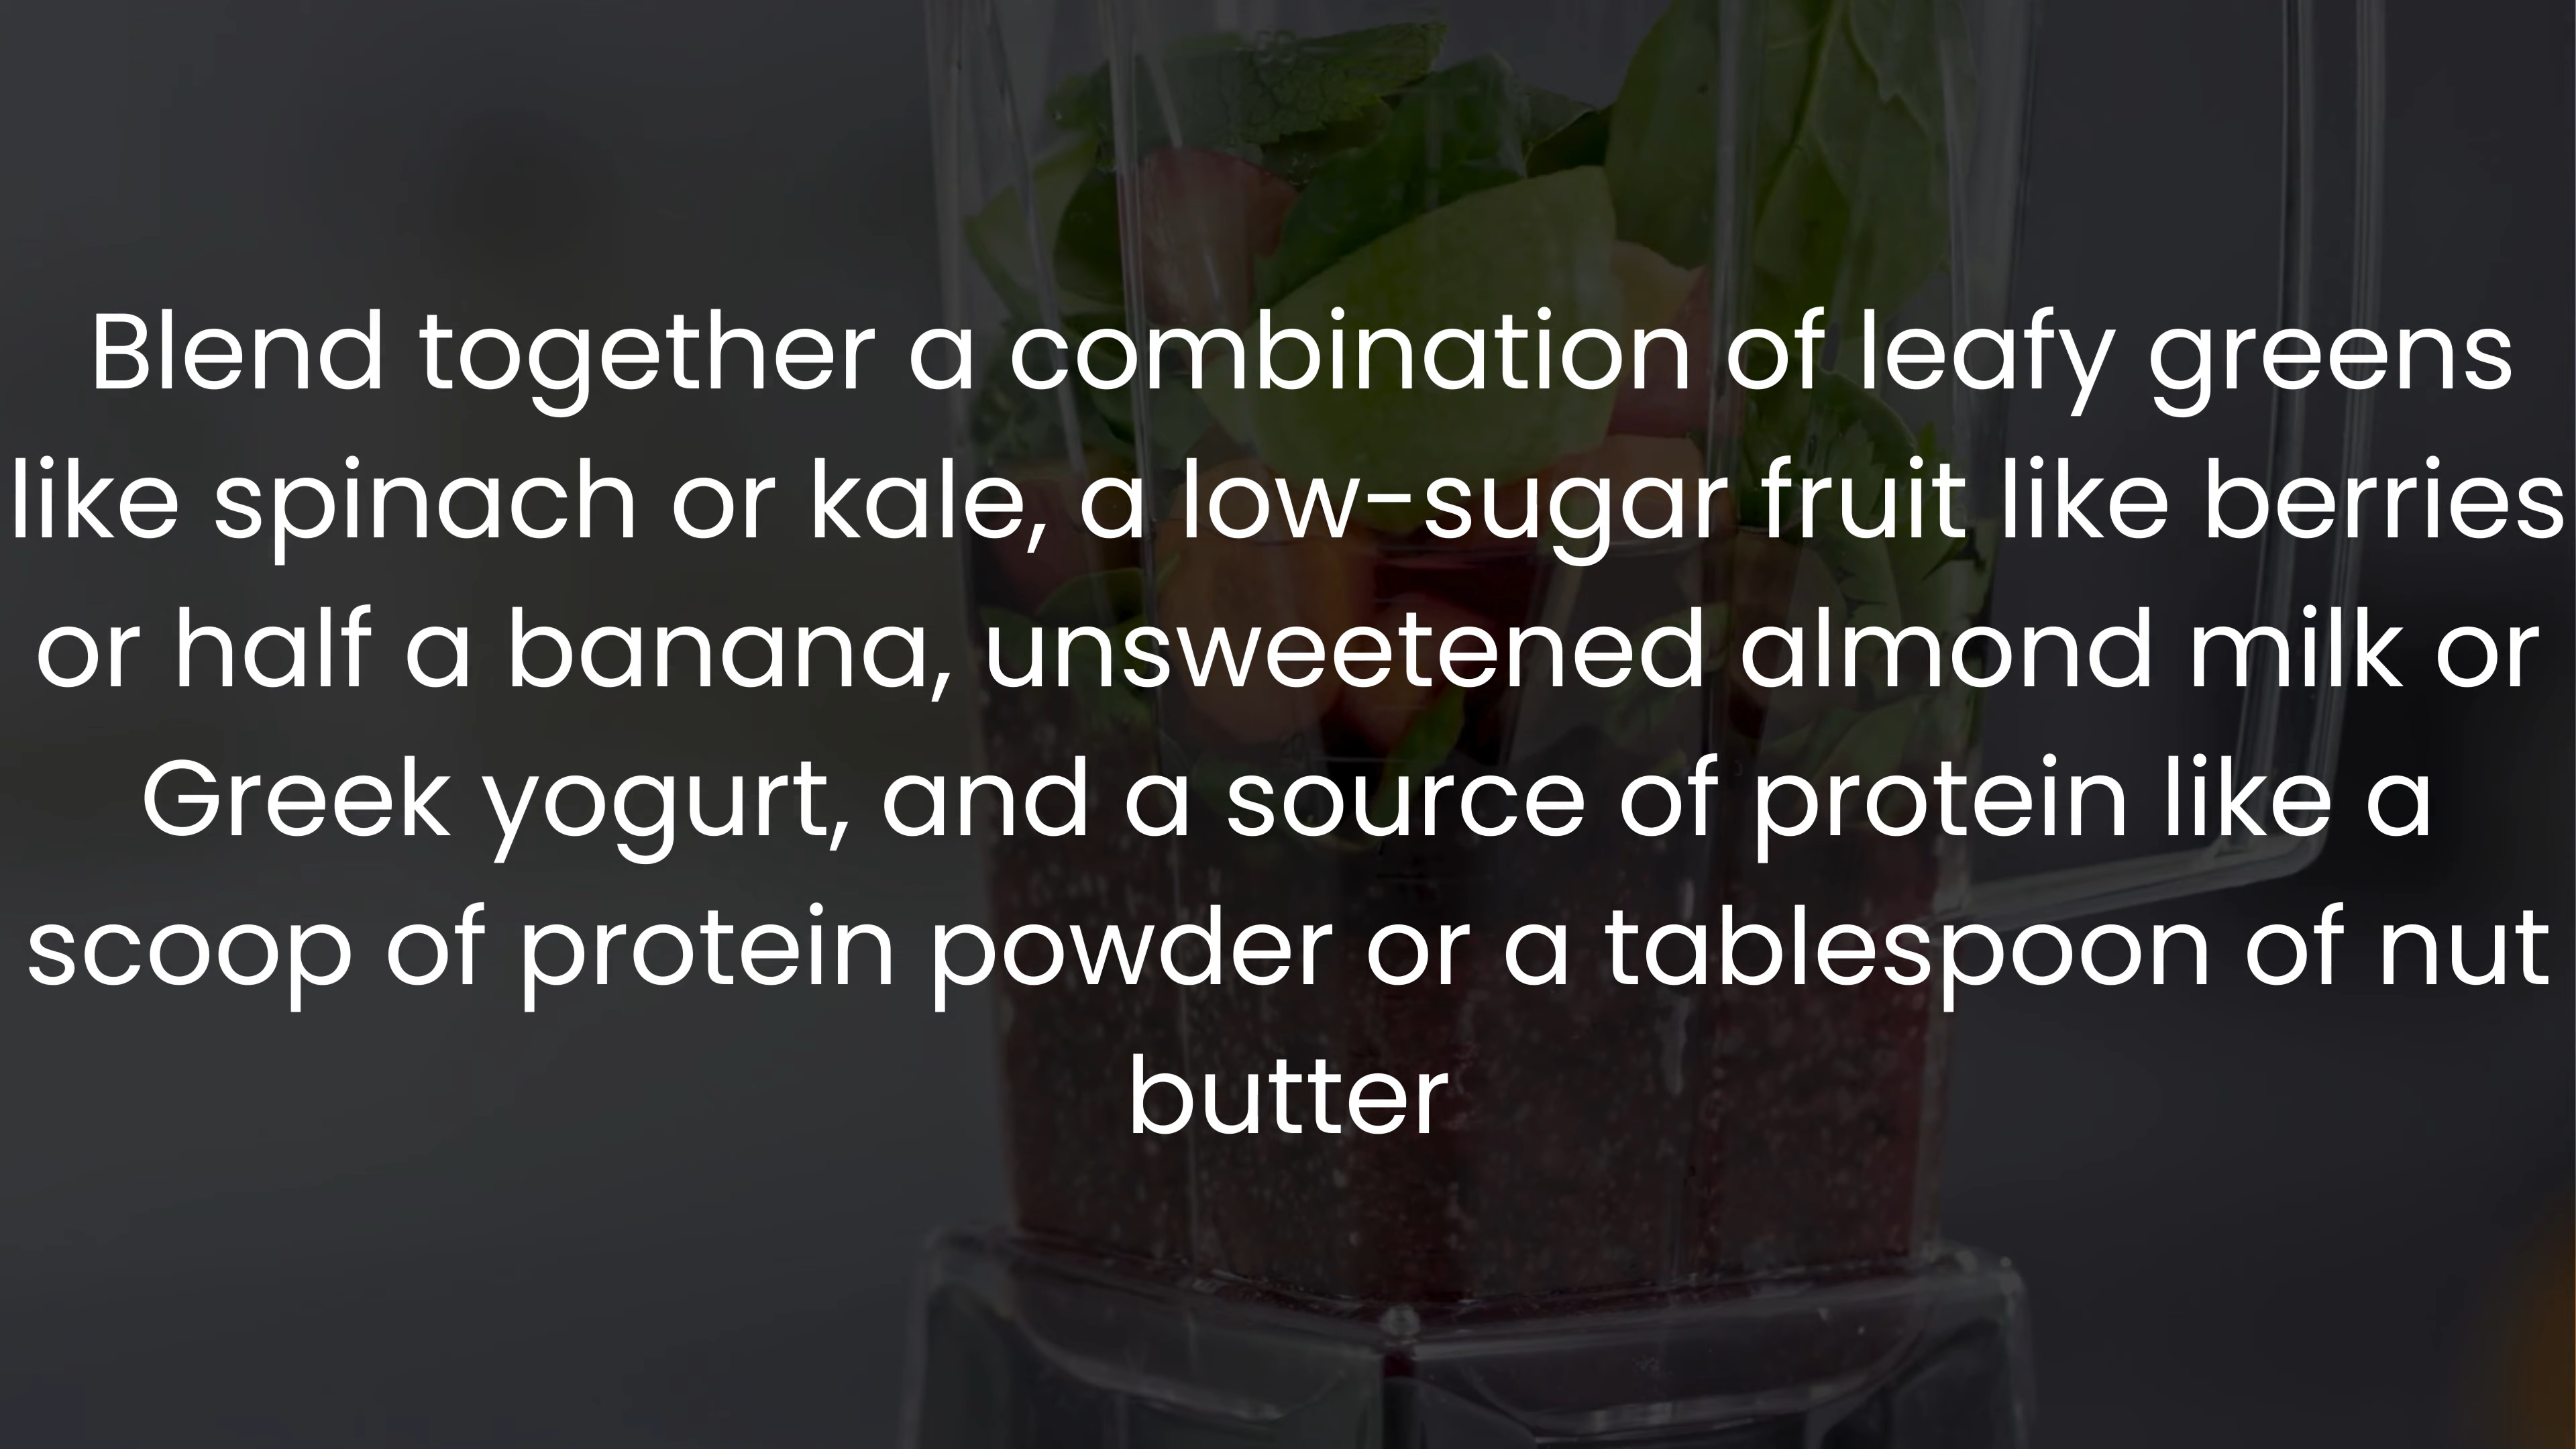 Blend together a combination of leafy greens
like spinach or kale, a low-sugar fruit like berries
or half a banana, unsweetened almond milk or
Greek yogurt, and a source of protein like a
scoop of protein powder or a tablespoon of nut
butter